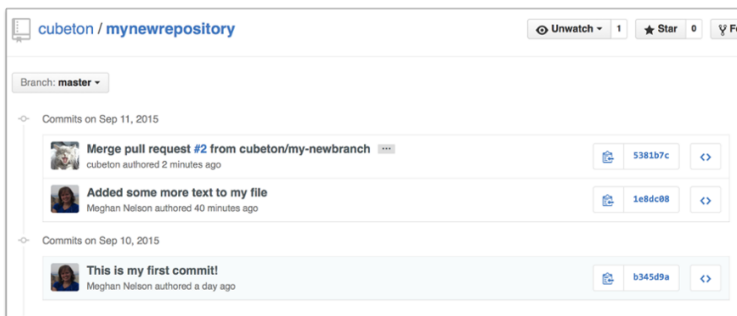 cubeton / mynewrepository
Unwatch 1 Star 0
Branch: master
Commits on Sep 11, 2015
Merge pull request #2 from cubeton/my-newbranch ...
cubeton authored 2 minutes ago
5381b7c
Added some more text to my file
Meghan Nelson authored 40 minutes ago
1e8dc08
Commits on Sep 10, 2015
This is my first commit!
Meghan Nelson authored a day ago
b345d9a